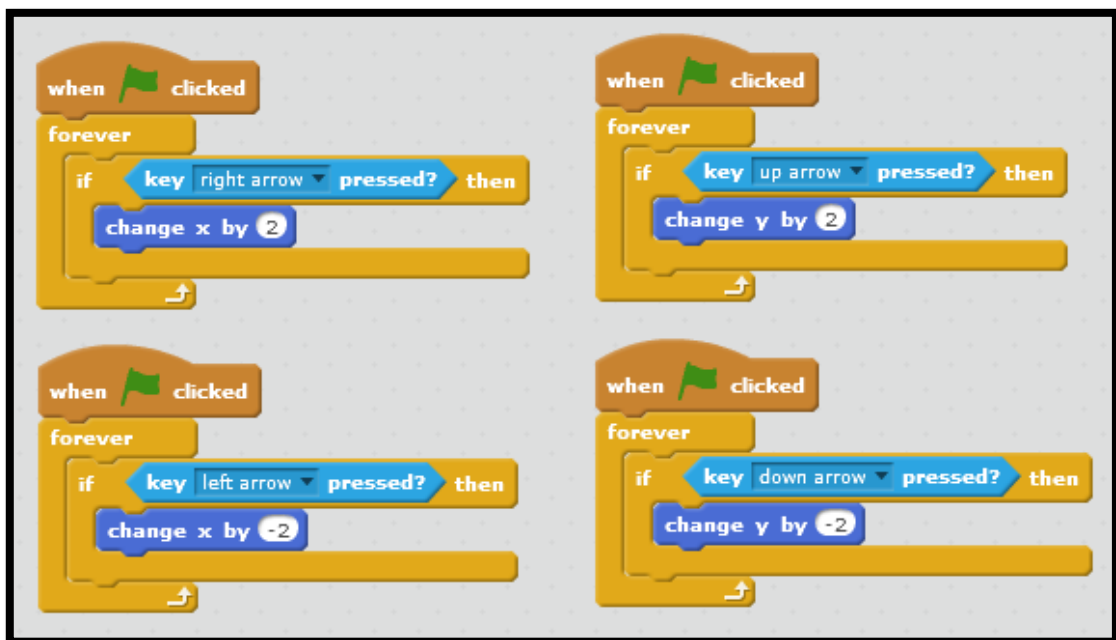 when clicked
forever
if key right arrow pressed? then
change x by 2
when clicked
forever
if key up arrow pressed? then
change y by 2
when clicked
forever
if key left arrow pressed? then
change x by -2
when clicked
forever
if key down arrow pressed? then
change y by -2